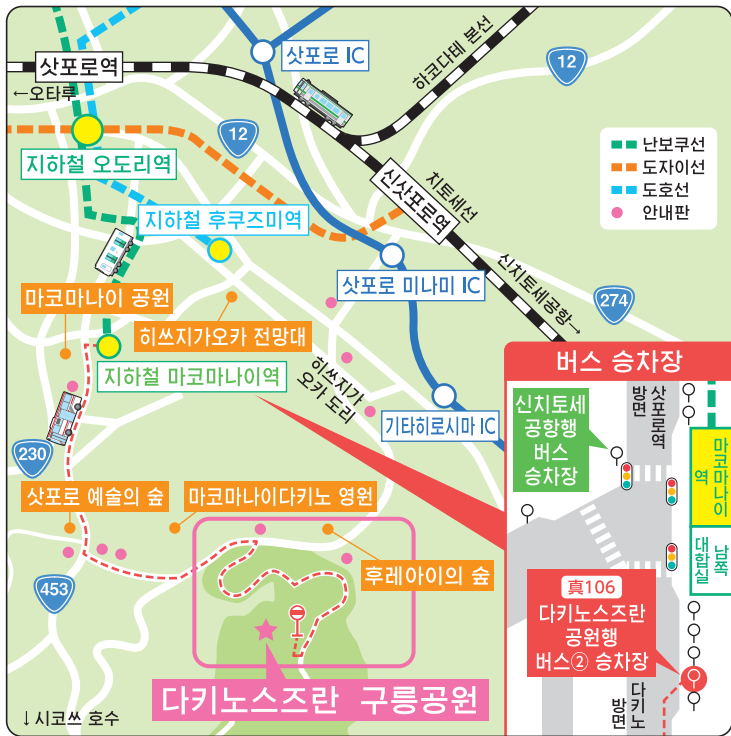 삿포로역
←오타루
삿포로 IC
하코다테 본선
12
12
지하철 오도리역
난보쿠선
도자이선
도호선
안내판
신삿포로역
치토세선
지하철 후쿠즈미역
삿포로 미나미 IC
신치토세공항→
274
마코마나이 공원
히쓰지가오카 전망대
지하철 마코마나이역
히쓰지가
오카 도리
기타히로시마 IC
230
삿포로 예술의 숲
마코마나이다키노 영원
후레아이의 숲
453
다키노스즈란 구릉공원
↓시코쓰 호수
버스 승차장
삿포로역
방면
신치토세
공항행
버스
승차장
마코마나이
역
남쪽
대합실
真106
다키노스즈란
공원행
버스② 승차장
다키노
방면